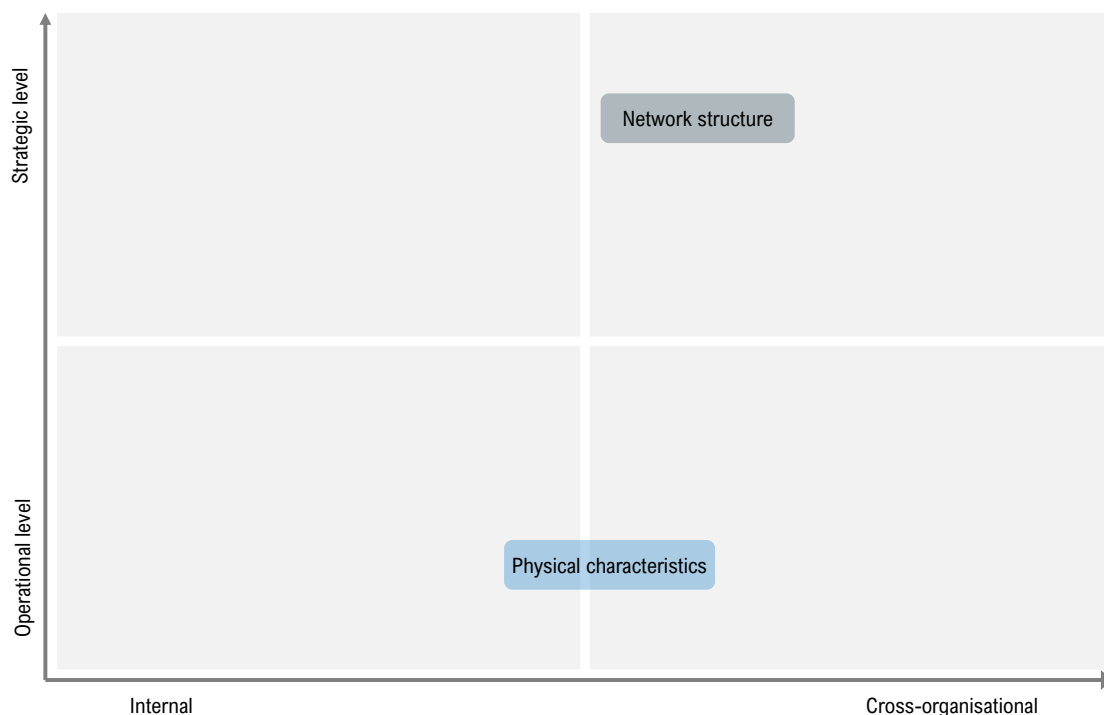 Strategic level
Network structure
Operational level
Physical characteristics
Internal
Cross-organisational